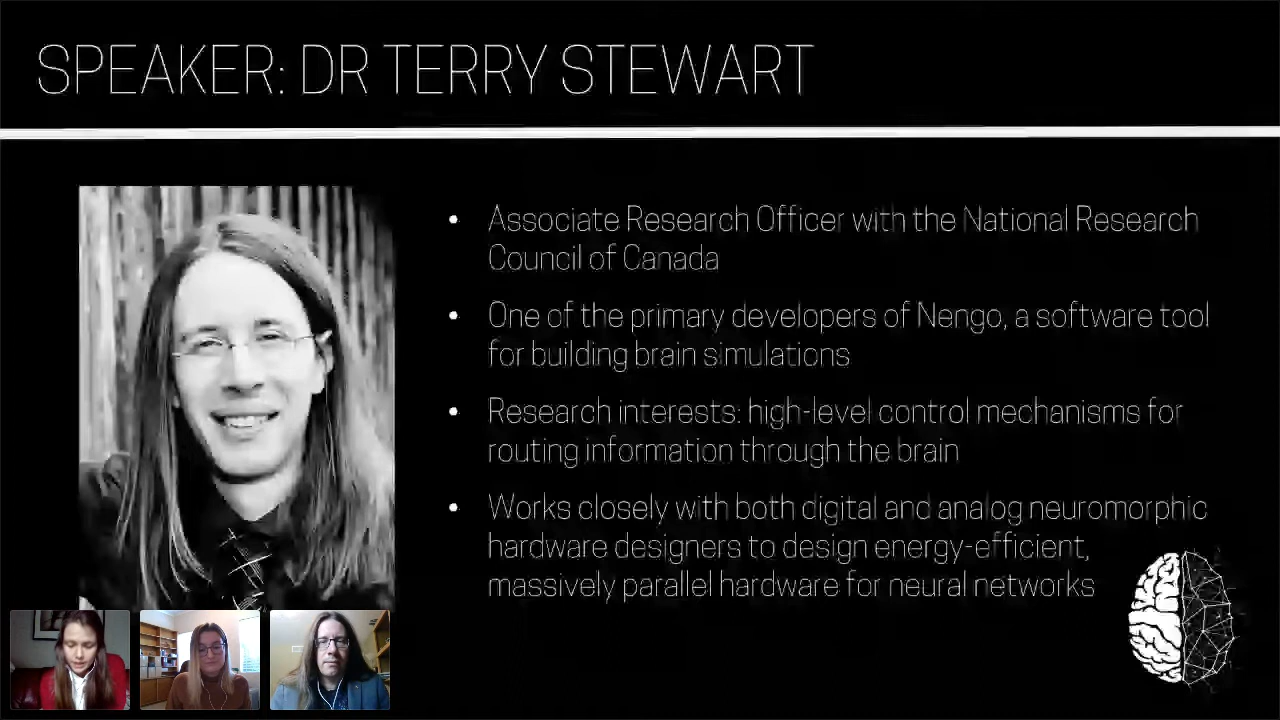 SPEAKER: DR TERRY STEWART
• Associate Research Officer with the National Research
Council of Canada
• One of the primary developers of Nengo, a software tool
for building brain simulations
• Research interests: high-level control mechanisms for
routing information through the brain
• Works closely with both digital and analog neuromorphic
hardware designers to design energy-efficient,
massively parallel hardware for neural networks